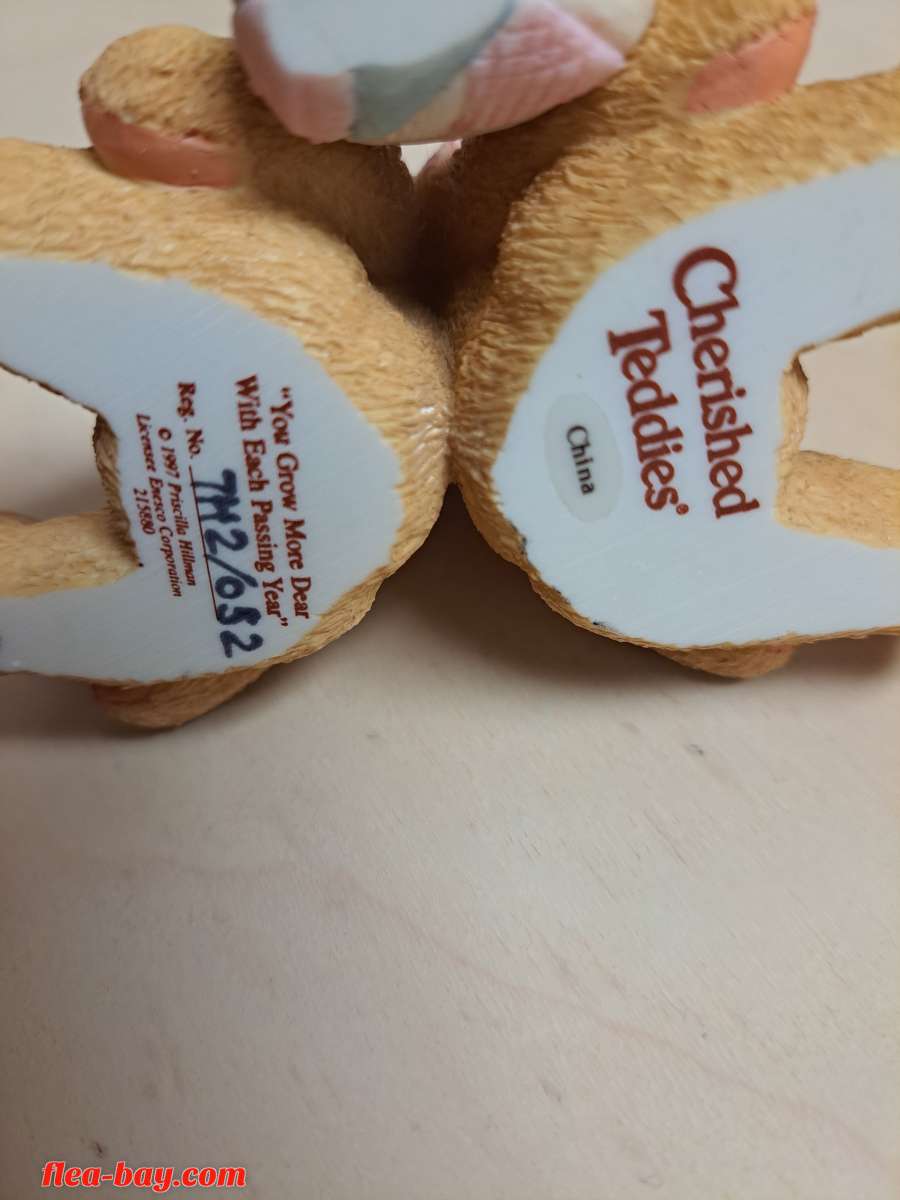 "You Grow More Dear
With Each Passing Year"
Reg. No. 7M2/052
© 1997 Priscilla Hillman
Licensee Enesco Corporation
215880
Cherished
Teddies®
China
flea-bay.com